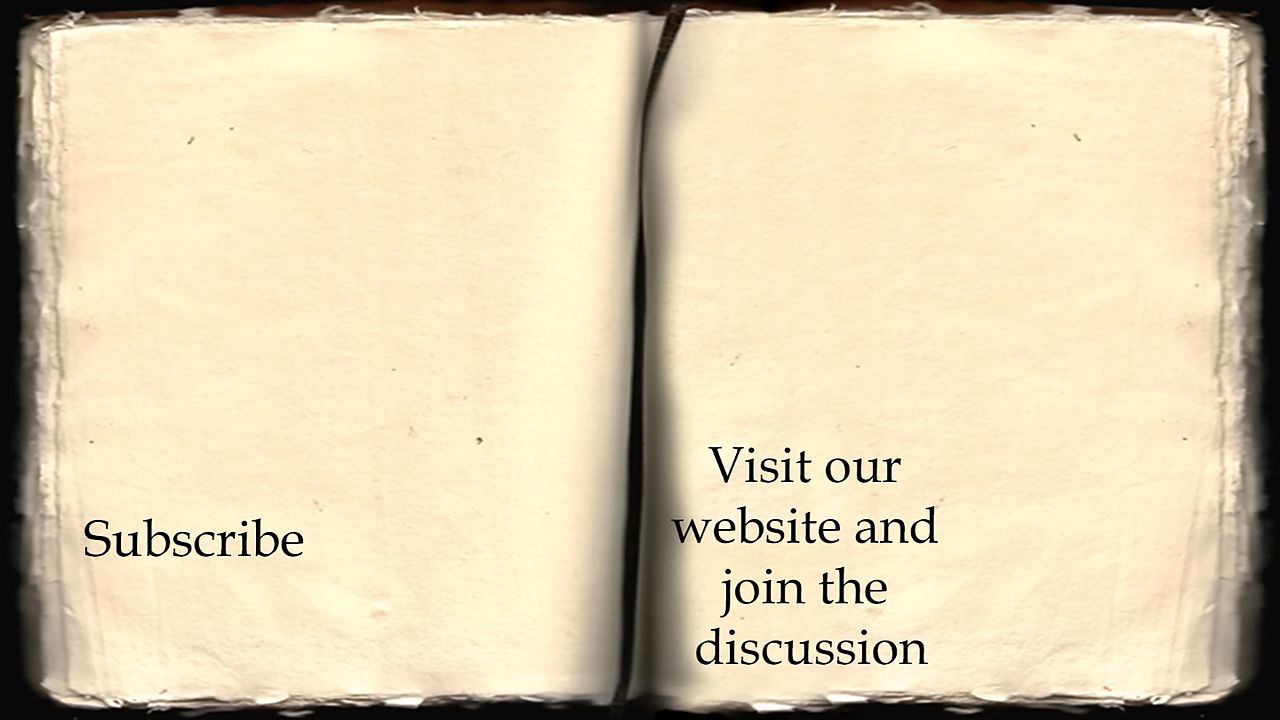 Subscribe
Visit our
website and
join the
discussion